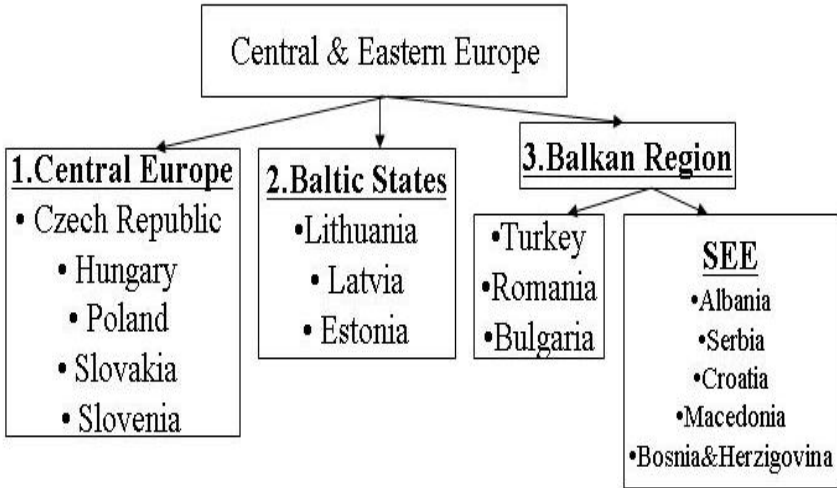 Central & Eastern Europe
1.Central Europe
• Czech Republic
• Hungary
• Poland
• Slovakia
• Slovenia
2.Baltic States
•Lithuania
• Latvia
• Estonia
3.Balkan Region
•Turkey
•Romania
•Bulgaria
SEE
•Albania
•Serbia
•Croatia
•Macedonia
•Bosnia&Herzigovina